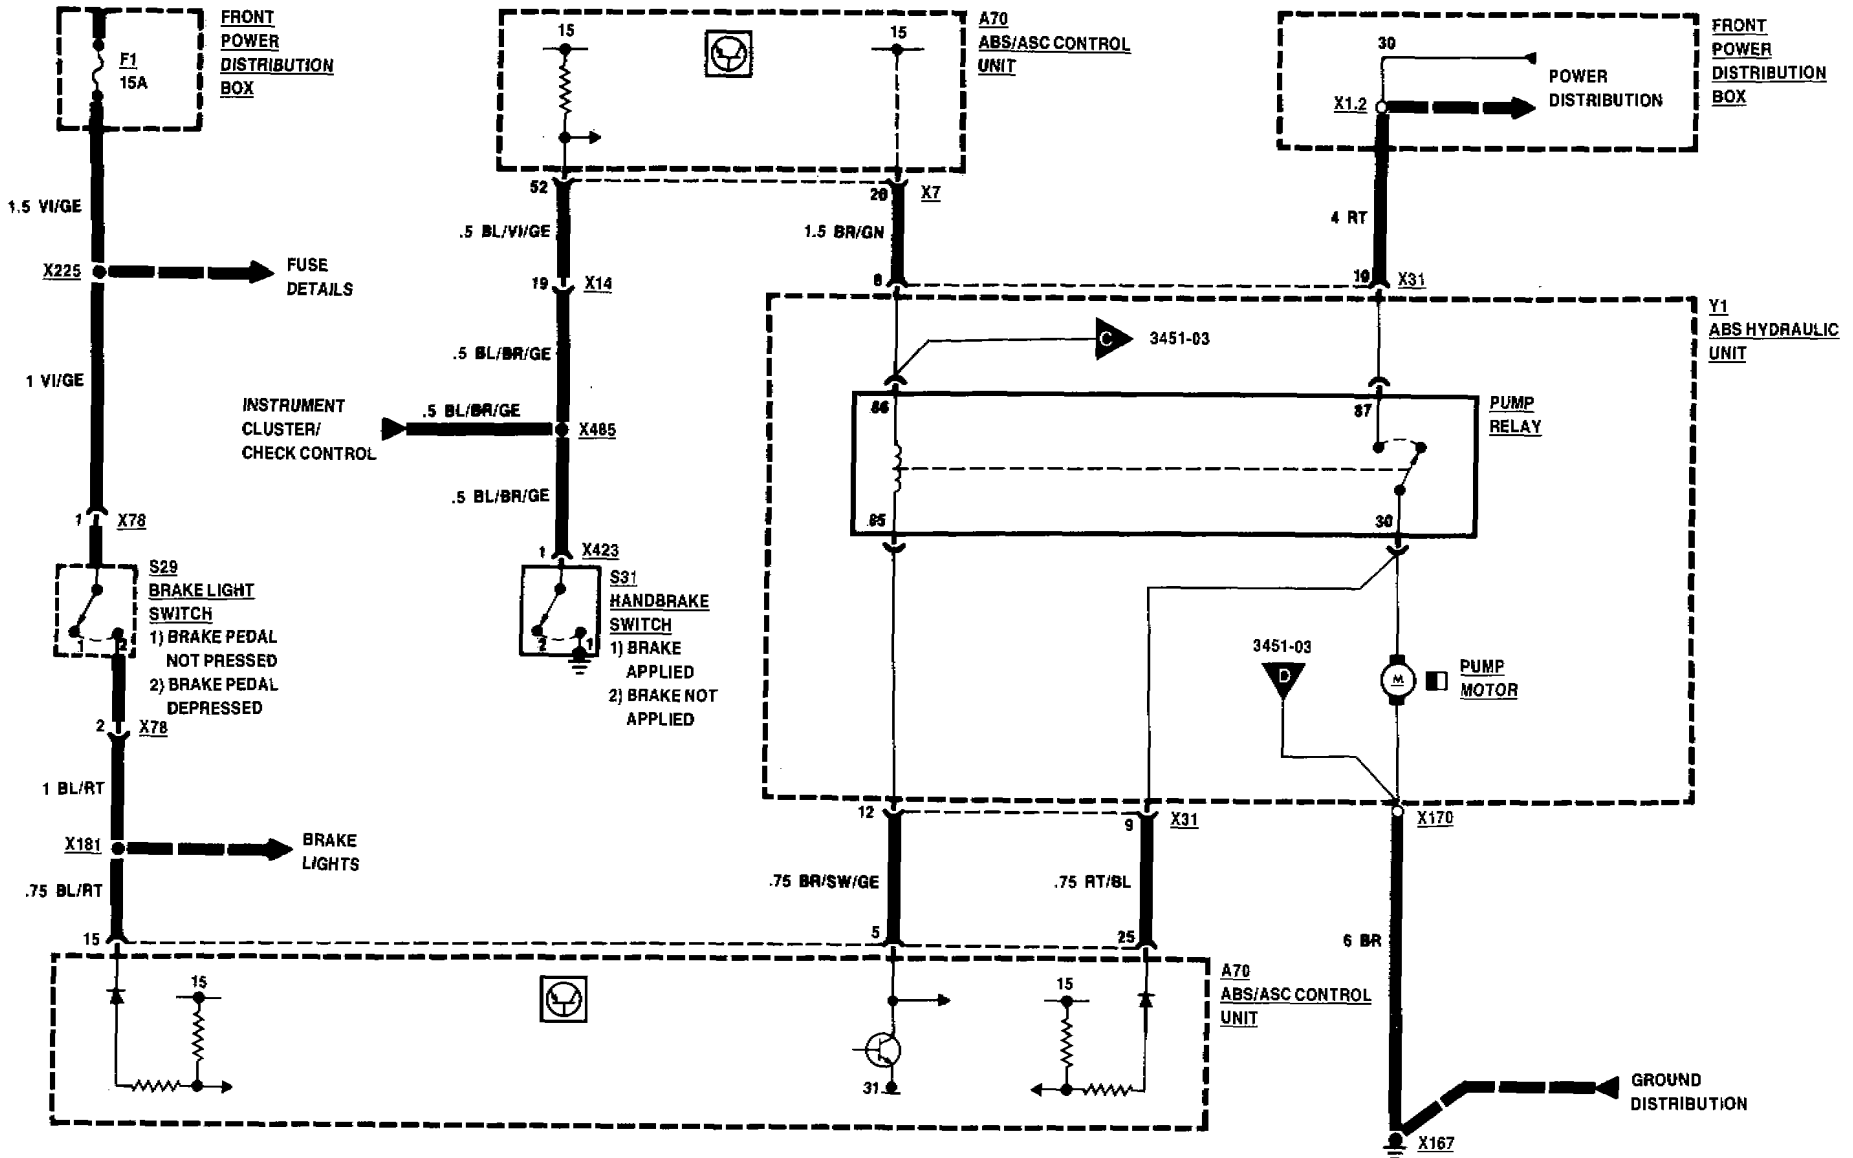 FRONT
POWER
DISTRIBUTION
BOX
F1
15A
1.5 VI/GE
X225
FUSE
DETAILS
1 VI/GE
1
X78
S29
BRAKE LIGHT
SWITCH
1) BRAKE PEDAL
NOT PRESSED
2) BRAKE PEDAL
DEPRESSED
1
2
2
X78
1 BL/RT
X181
BRAKE
LIGHTS
.75 BL/RT
15
A70
ABS/ASC CONTROL
UNIT
15
15
52
20
X7
.5 BL/VI/GE
1.5 BR/GN
19
X14
.5 BL/BR/GE
INSTRUMENT
CLUSTER/
CHECK CONTROL
.5 BL/BR/GE
X485
.5 BL/BR/GE
1
X423
S31
HANDBRAKE
SWITCH
1) BRAKE
APPLIED
2) BRAKE NOT
APPLIED
2
1
FRONT
POWER
DISTRIBUTION
BOX
30
X1.2
POWER
DISTRIBUTION
4 RT
8
10
X31
Y1
ABS HYDRAULIC
UNIT
C
3451-03
86
87
PUMP
RELAY
85
30
3451-03
D
M
PUMP
MOTOR
12
9
X31
X170
.75 BR/SW/GE
.75 RT/BL
6 BR
5
25
A70
ABS/ASC CONTROL
UNIT
15
15
31
GROUND
DISTRIBUTION
X167